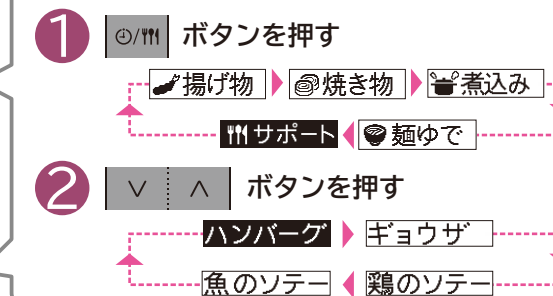 1 ボタンを押す
揚げ物 焼き物 煮込み
サポート 麺ゆで
2 ボタンを押す
ハンバーグ ギョウザ
魚のソテー 鶏のソテー